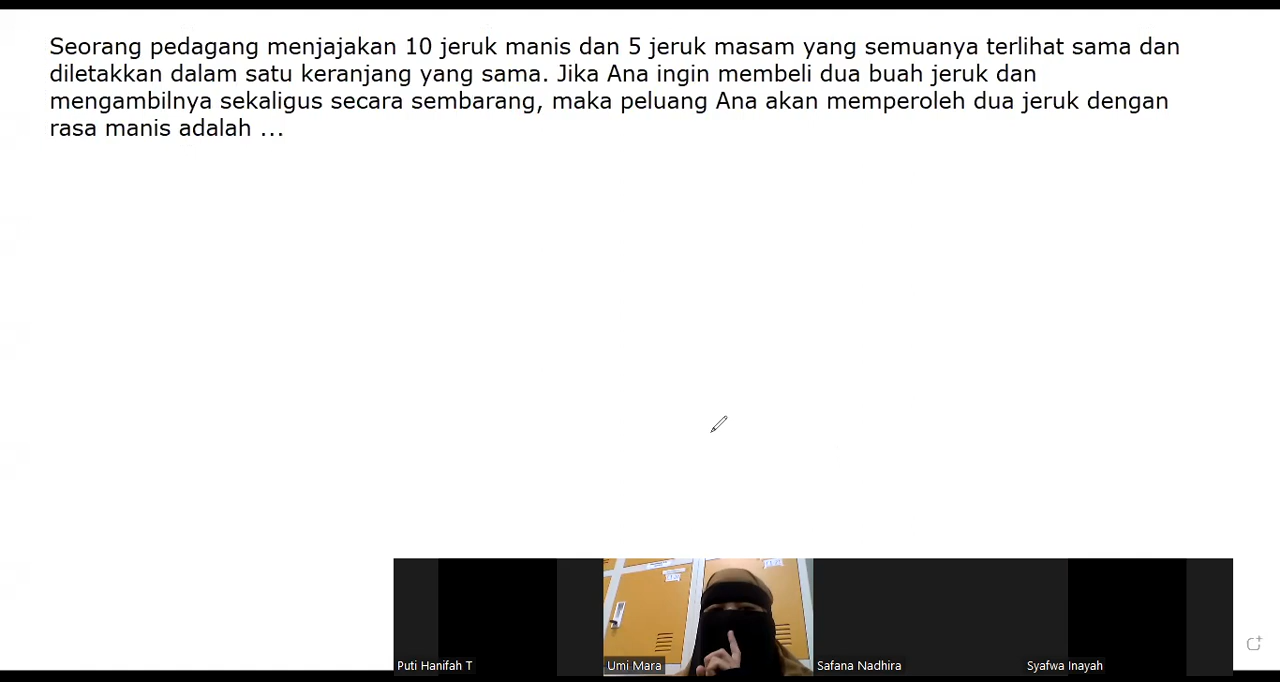 Seorang pedagang menjajakan 10 jeruk manis dan 5 jeruk masam yang semuanya terlihat sama dan
diletakkan dalam satu keranjang yang sama. Jika Ana ingin membeli dua buah jeruk dan
mengambilnya sekaligus secara sembarang, maka peluang Ana akan memperoleh dua jeruk dengan
rasa manis adalah ...
Puti Hanifah T
Umi Mara
Safana Nadhira
Syafwa Inayah